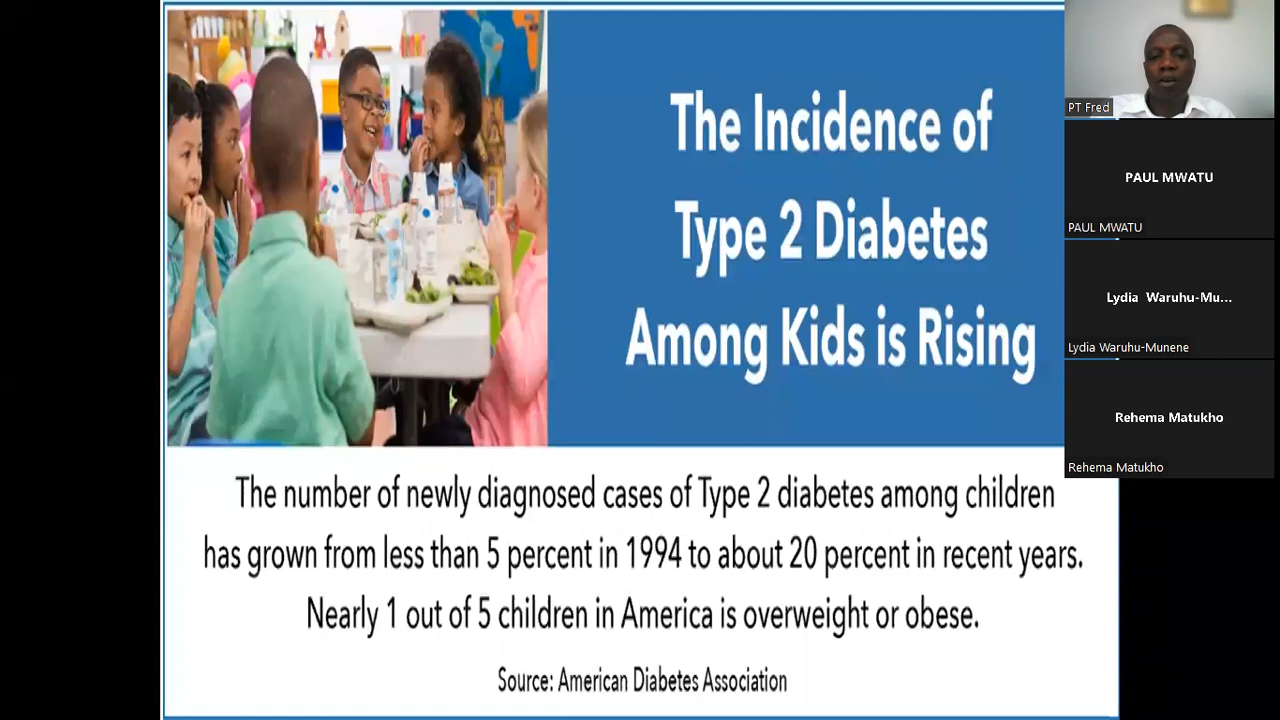 The Incidence of
Type 2 Diabetes
Among Kids is Rising
The number of newly diagnosed cases of Type 2 diabetes among children
has grown from less than 5 percent in 1994 to about 20 percent in recent years.
Nearly 1 out of 5 children in America is overweight or obese.
Source: American Diabetes Association
PT Fred
PAUL MWATU
PAUL MWATU
Lydia Waruhu-Mu...
Lydia Waruhu-Munene
Rehema Matukho
Rehema Matukho